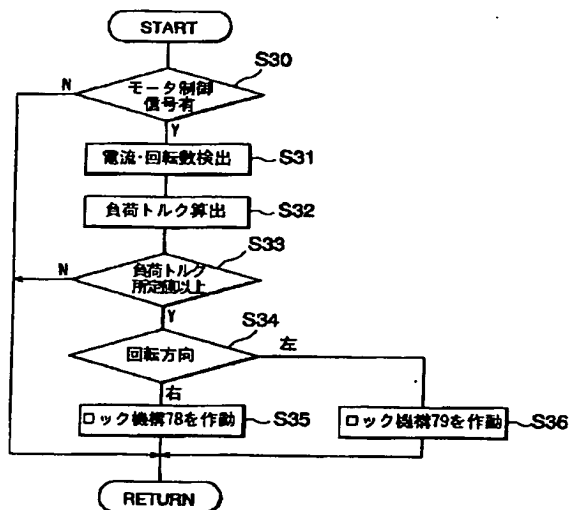 START
S30
N
モータ制御
信号有
Y
電流・回転数検出
S31
負荷トルク算出
S32
S33
N
負荷トルク
所定値以上
Y
S34
回転方向
左
右
ロック機構78を作動
S35
ロック機構79を作動
S36
RETURN